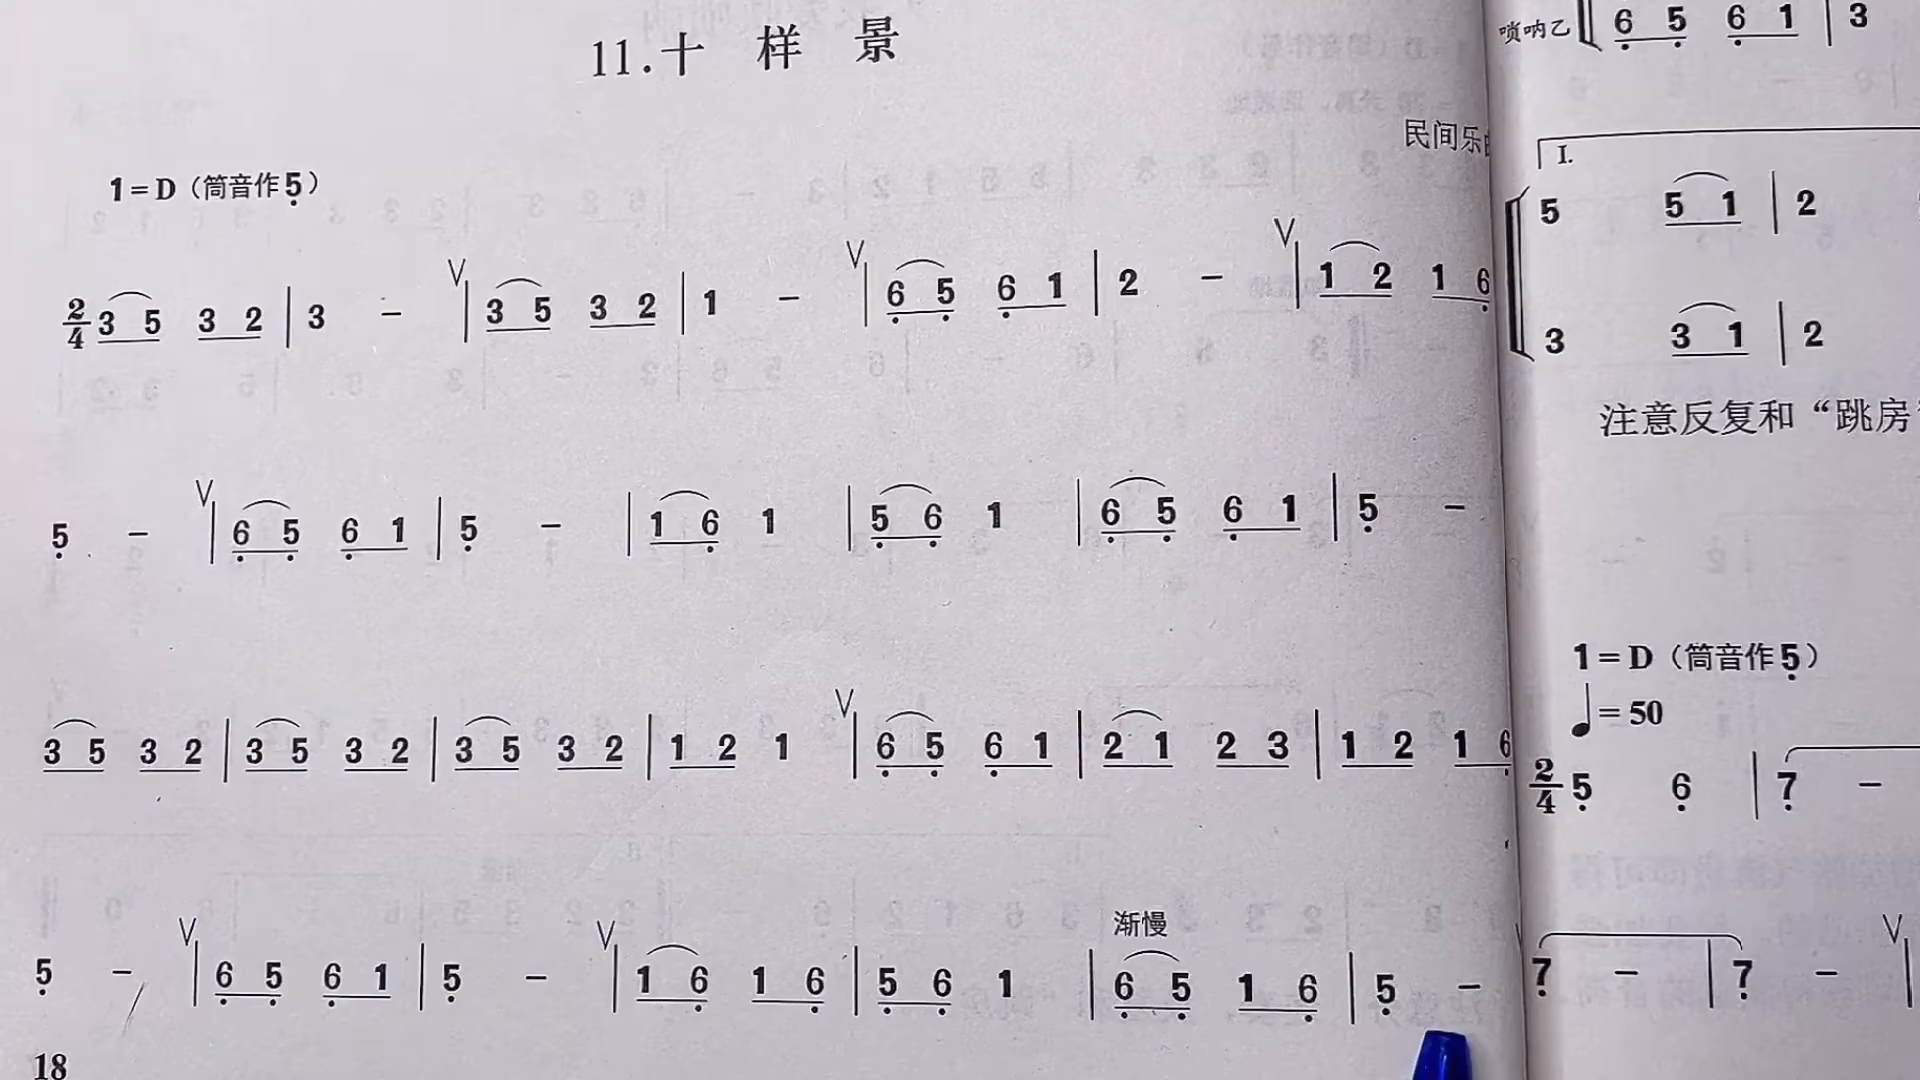 11.十 样 景
民间乐
1=D（筒音作5̣）
2/4 3 5 3 2 | 3 - V | 3 5 3 2 | 1 - V | 6̣ 5̣ 6̣ 1 | 2 - V | 1 2 1 6̣
5̣ - V | 6̣ 5̣ 6̣ 1 | 5̣ - | 1 6̣ 1 | 5̣ 6̣ 1 | 6̣ 5̣ 6̣ 1 | 5̣ -
3 5 3 2 | 3 5 3 2 | 3 5 3 2 | 1 2 1 V | 6̣ 5̣ 6̣ 1 | 2 1 2 3 | 1 2 1 6̣
渐慢
5̣ - V | 6̣ 5̣ 6̣ 1 | 5̣ - V | 1 6̣ 1 6̣ | 5̣ 6̣ 1 | 6̣ 5̣ 1 6̣ | 5̣ -
18
唢呐乙 6̣ 5̣ 6̣ 1 | 3
I.
5 5 1 | 2
3 3 1 | 2
注意反复和“跳房
1=D（筒音作5̣）
♩=50
2/4 5̣ 6̣ | 7̣ -
7̣ - | 7̣ - V |